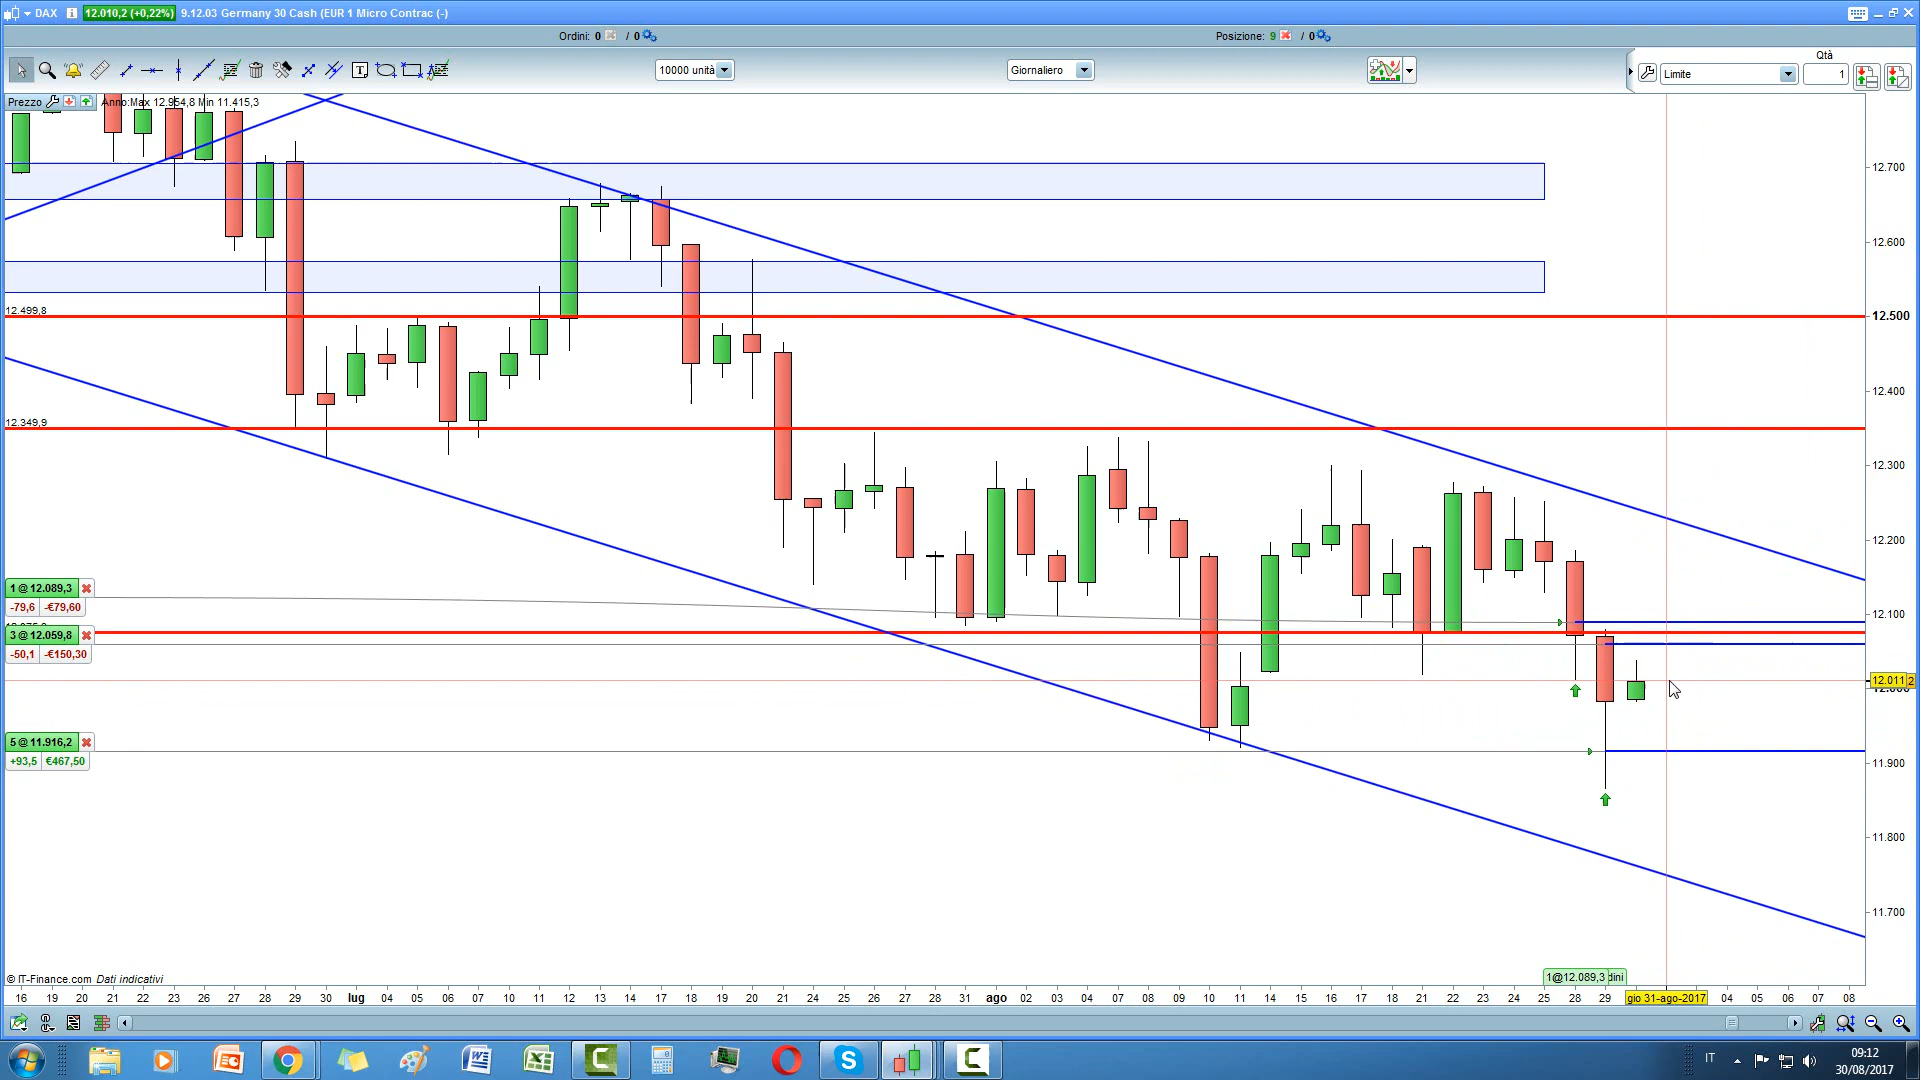 DAX 12.010,2 (+0,22%) 9.12.03 Germany 30 Cash (EUR 1 Micro Contrac (-)
Ordini: 0 / 0
Posizione: 9 / 0
10000 unità
Giornaliero
Limite
Qtà
1
Prezzo
Anno:Max 12.954,8 Min 11.415,3
12.700
12.600
12.499,8
12.500
12.400
12.349,9
12.300
12.200
12.100
1 @ 12.089,3
-79,6 -€79,60
3 @ 12.059,8
-50,1 -€150,30
12.011
5 @ 11.916,2
+93,5 €467,50
11.900
11.800
11.700
© IT-Finance.com Dati indicativi
1@12.089,3 dini
16 19 20 21 22 23 26 27 28 29 30 lug 04 05 06 07 10 11 12 13 14 17 18 19 20 21 24 25 26 27 28 31 ago 02 03 04 07 08 09 10 11 14 15 16 17 18 21 22 23 24 25 28 29 gio 31-ago-2017 04 05 06 07 08
IT
09:12
30/08/2017